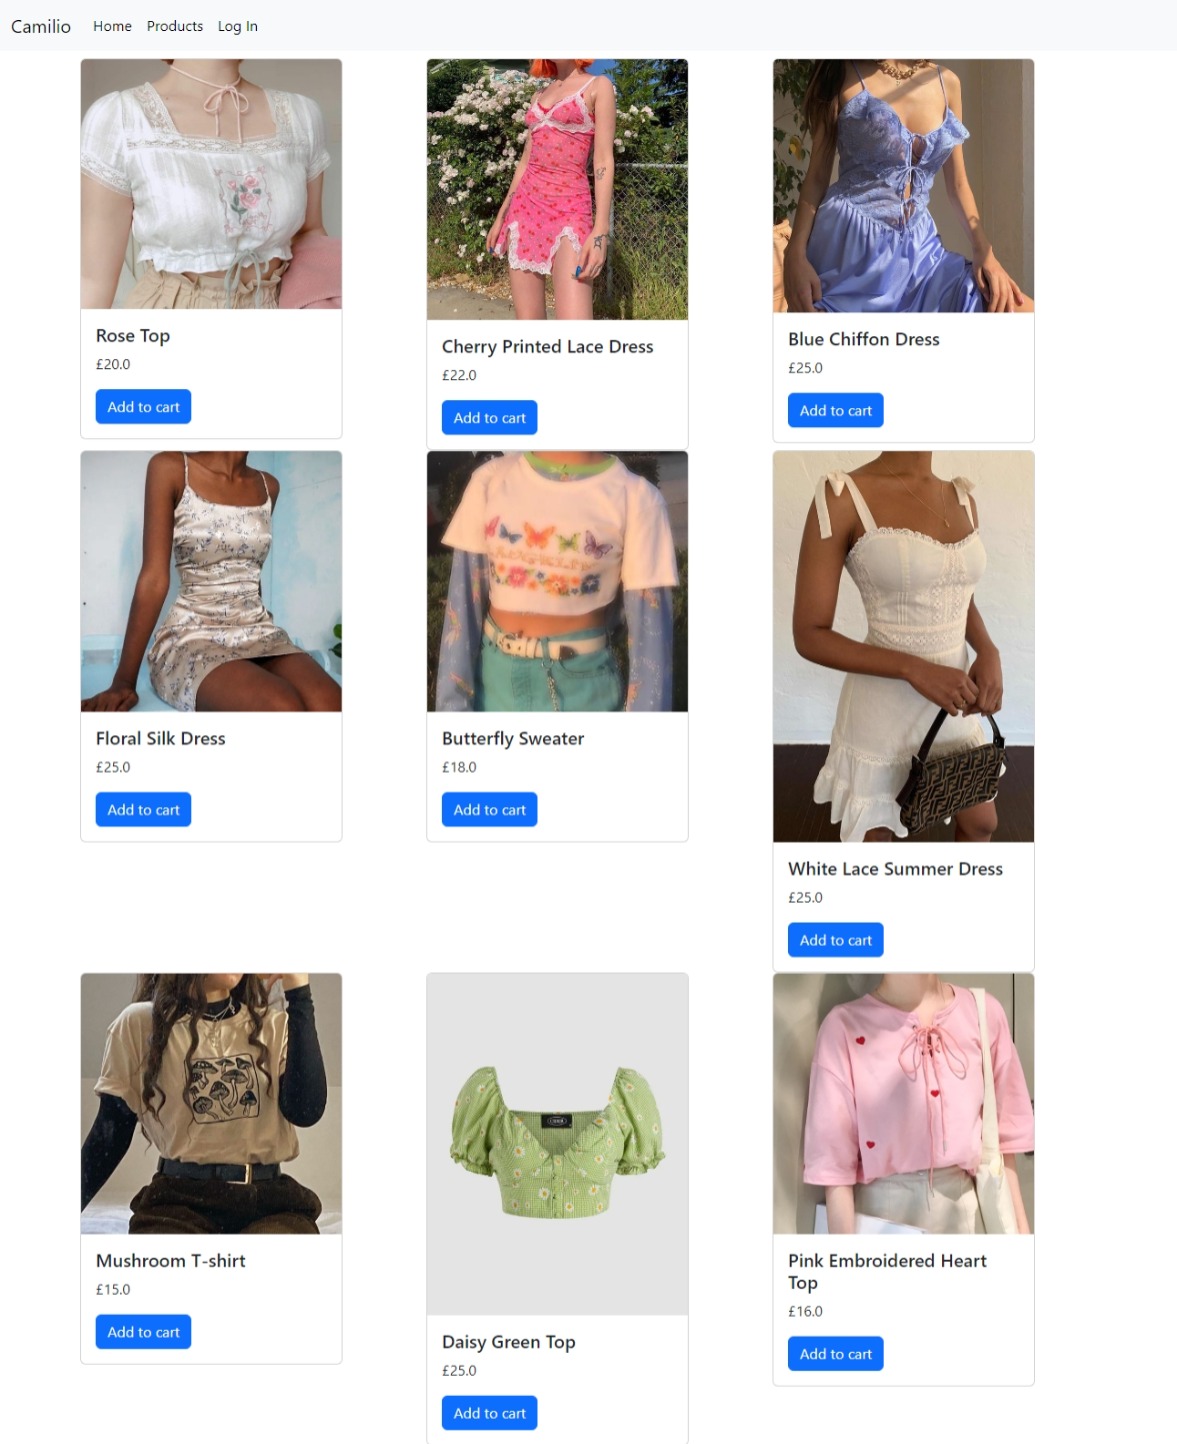 Camilio Home Products Log In
Rose Top
£20.0
Add to cart
Cherry Printed Lace Dress
£22.0
Add to cart
Blue Chiffon Dress
£25.0
Add to cart
Floral Silk Dress
£25.0
Add to cart
Butterfly Sweater
£18.0
Add to cart
White Lace Summer Dress
£25.0
Add to cart
Mushroom T-shirt
£15.0
Add to cart
Daisy Green Top
£25.0
Add to cart
Pink Embroidered Heart
Top
£16.0
Add to cart